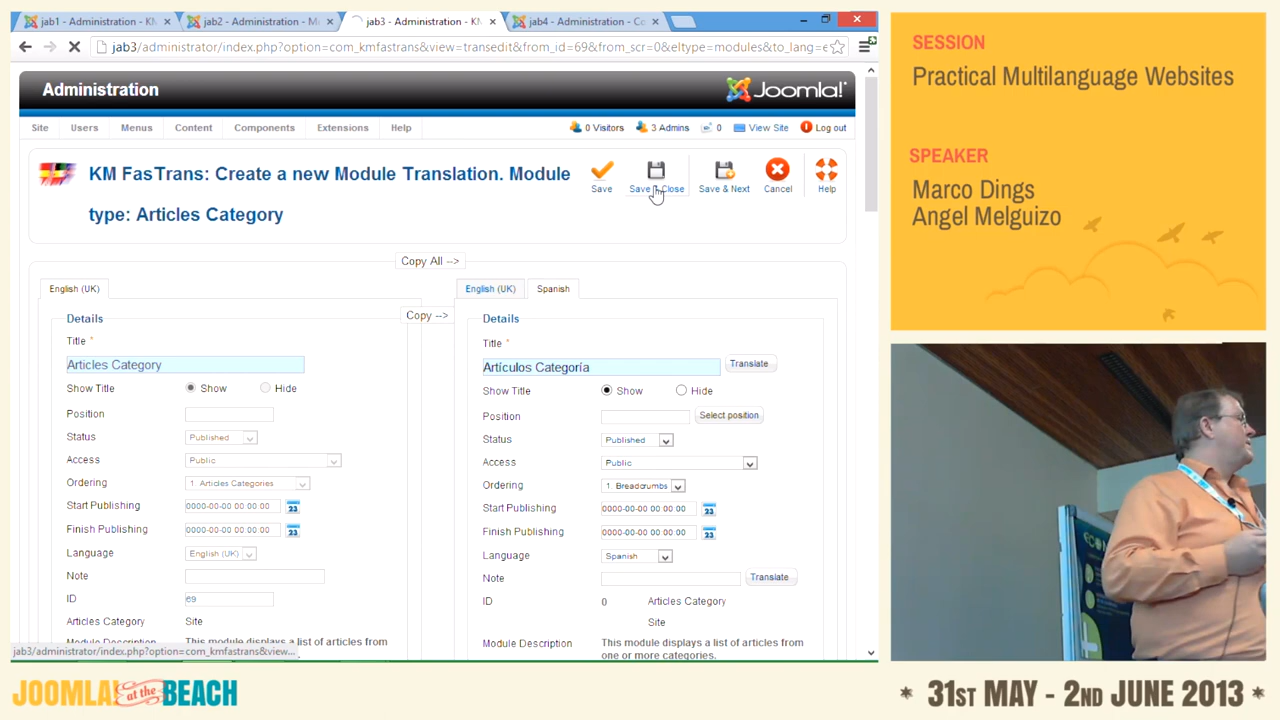 jab1 - Administration - KM
jab2 - Administration - M
jab3 - Administration - KM
jab4 - Administration - Co
jab3/administrator/index.php?option=com_kmfastrans&view=transedit&from_id=69&from_scr=0&eltype=modules&to_lang=e
Administration
Joomla!
Site Users Menus Content Components Extensions Help
0 Visitors 3 Admins 0 View Site Log out
KM FasTrans: Create a new Module Translation. Module
type: Articles Category
Save Save & Close Save & Next Cancel Help
Copy All -->
English (UK)
Copy -->
Details
Title *
Articles Category
Show Title Show Hide
Position
Status Published
Access Public
Ordering 1. Articles Categories
Start Publishing 0000-00-00 00:00:00 23
Finish Publishing 0000-00-00 00:00:00 23
Language English (UK)
Note
ID 69
Articles Category Site
Module Description This module displays a list of articles from
English (UK) Spanish
Details
Title *
Artículos Categoría Translate
Show Title Show Hide
Position Select position
Status Published
Access Public
Ordering 1. Breadcrumbs
Start Publishing 0000-00-00 00:00:00 23
Finish Publishing 0000-00-00 00:00:00 23
Language Spanish
Note Translate
ID 0 Articles Category
Site
Module Description This module displays a list of articles from
one or more categories.
jab3/administrator/index.php?option=com_kmfastrans&view...
SESSION
Practical Multilanguage Websites
SPEAKER
Marco Dings
Angel Melguizo
JOOMLA! at the BEACH
* 31ST MAY - 2ND JUNE 2013 *